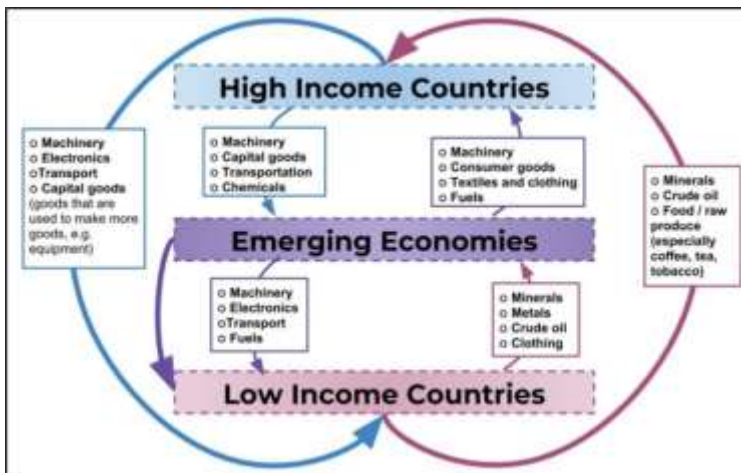 High Income Countries
o Machinery
o Electronics
oTransport
o Capital goods
(goods that are
used to make more
goods, e.g.
equipment)
o Machinery
o Capital goods
o Transportation
o Chemicals
o Machinery
o Consumer goods
o Textiles and clothing
o Fuels
o Minerals
o Crude oil
o Food / raw
produce
(especially
coffee, tea,
tobacco)
Emerging Economies
o Machinery
o Electronics
oTransport
o Fuels
o Minerals
o Metals
o Crude oil
o Clothing
Low Income Countries